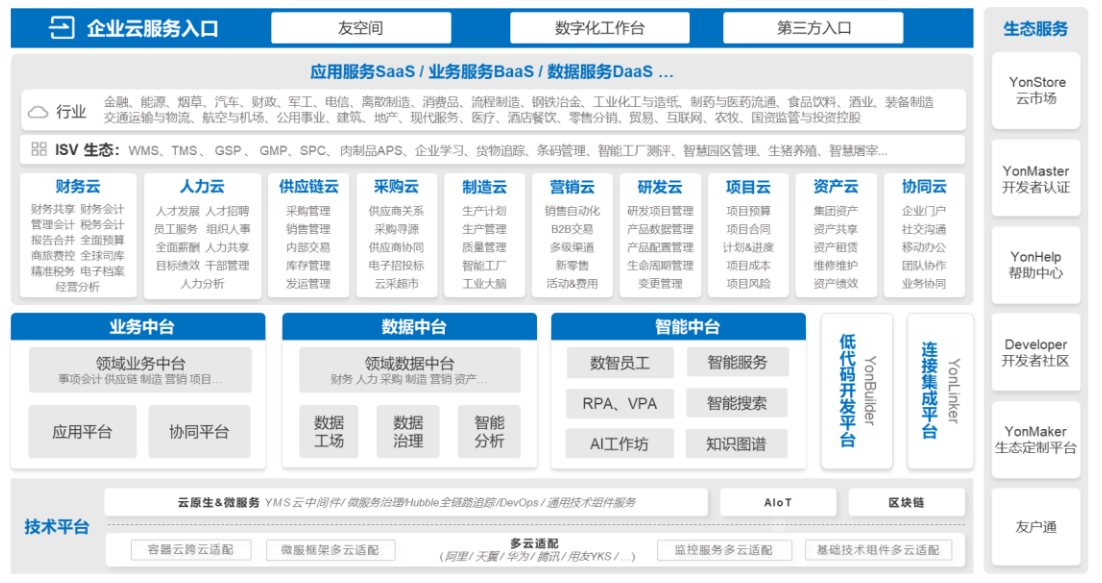 企业云服务入口
友空间
数字化工作台
第三方入口
应用服务SaaS / 业务服务BaaS / 数据服务DaaS ...
行业
金融、能源、烟草、汽车、财政、军工、电信、离散制造、消费品、流程制造、钢铁冶金、工业化工与造纸、制药与医药流通、食品饮料、酒业、装备制造
交通运输与物流、航空与机场、公用事业、建筑、地产、现代服务、医疗、酒店餐饮、零售分销、贸易、互联网、农牧、国资监管与投资控股
ISV 生态：WMS、TMS、 GSP 、 GMP、SPC、肉制品APS、企业学习、货物追踪、条码管理、智能工厂测评、智慧园区管理、生猪养殖、智慧屠宰...
财务云
财务共享 财务会计
管理会计 税务会计
报告合并 全面预算
商旅费控 全球司库
精准税务 电子档案
经营分析
人力云
人才发展 人才招聘
员工服务 组织人事
全面薪酬 人力共享
目标绩效 干部管理
人力分析
供应链云
采购管理
销售管理
内部交易
库存管理
发运管理
采购云
供应商关系
采购寻源
供应商协同
电子招投标
云采超市
制造云
生产计划
生产管理
质量管理
智能工厂
工业大脑
营销云
销售自动化
B2B交易
多级渠道
新零售
活动&费用
研发云
研发项目管理
产品数据管理
产品配置管理
生命周期管理
变更管理
项目云
项目预算
项目合同
计划&进度
项目成本
项目风险
资产云
集团资产
资产共享
资产租赁
维修维护
资产绩效
协同云
企业门户
社交沟通
移动办公
团队协作
业务协同
业务中台
领域业务中台
事项会计 供应链 制造 营销 项目...
应用平台
协同平台
数据中台
领域数据中台
财务 人力 采购 制造 营销 资产...
数据
工场
数据
治理
智能
分析
智能中台
数智员工
智能服务
RPA、VPA
智能搜索
AI工作坊
知识图谱
低代码开发平台
YonBuilder
连接集成平台
YonLinker
技术平台
云原生&微服务 YMS 云中间件/ 微服务治理/Hubble全链路追踪/DevOps / 通用技术组件服务
AIoT
区块链
容器云跨云适配
微服框架多云适配
多云适配
(阿里 / 天翼 / 华为 / 腾讯 / 用友YKS / ...)
监控服务多云适配
基础技术组件多云适配
生态服务
YonStore
云市场
YonMaster
开发者认证
YonHelp
帮助中心
Developer
开发者社区
YonMaker
生态定制平台
友户通